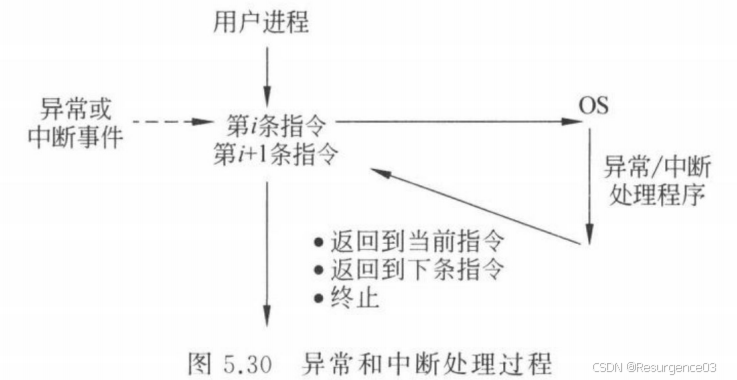 用户进程
异常或
中断事件
第i条指令
第i+1条指令
OS
异常/中断
处理程序
•返回到当前指令
•返回到下条指令
•终止
图 5.30 异常和中断处理过程
CSDN @Resurgence03